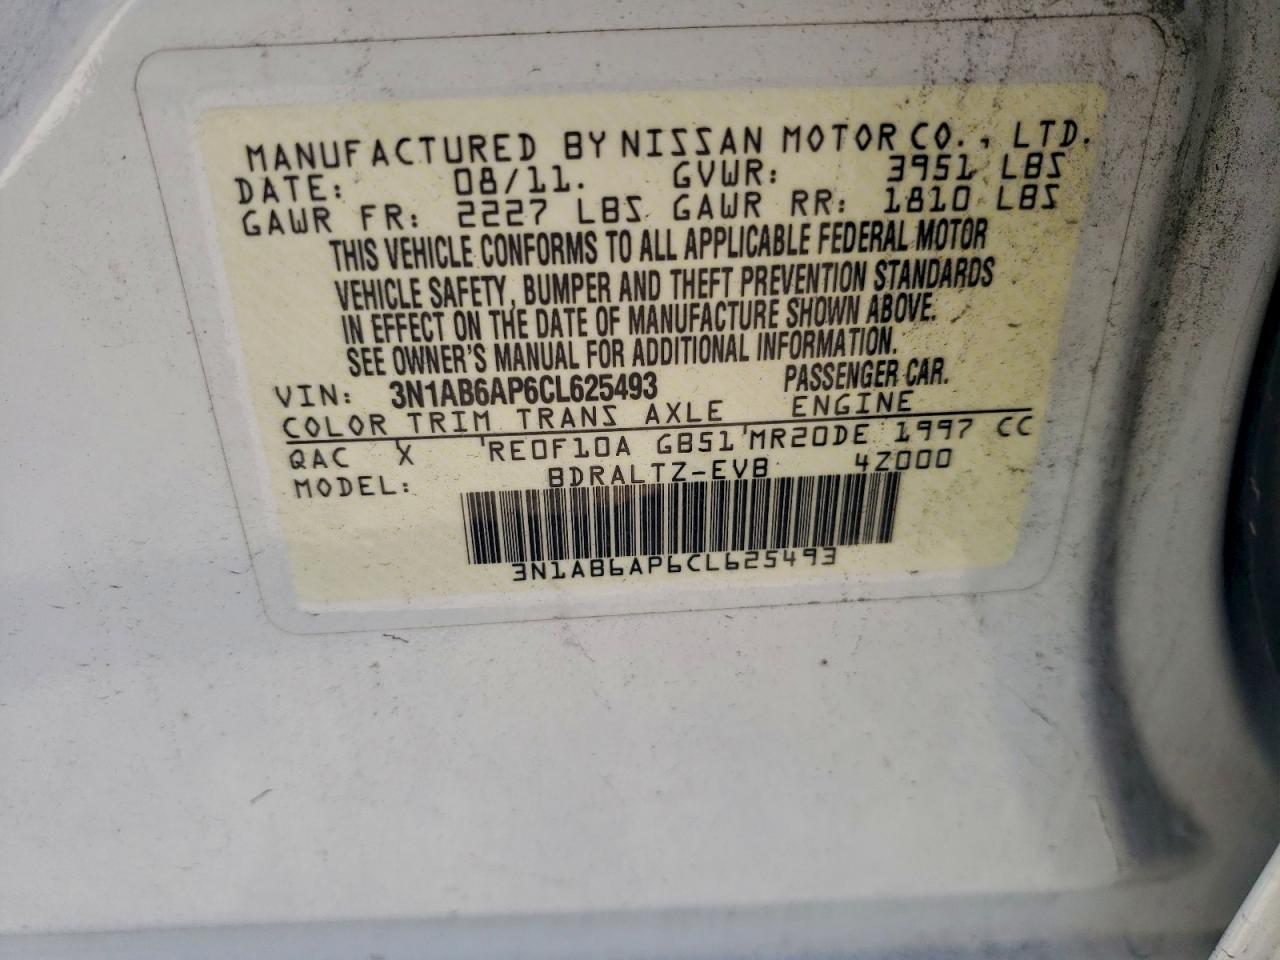 MANUFACTURED BY NISSAN MOTOR CO., LTD.
DATE: 08/11. GVWR: 3951 LBS
GAWR FR: 2227 LBS GAWR RR: 1810 LBS
THIS VEHICLE CONFORMS TO ALL APPLICABLE FEDERAL MOTOR
VEHICLE SAFETY, BUMPER AND THEFT PREVENTION STANDARDS
IN EFFECT ON THE DATE OF MANUFACTURE SHOWN ABOVE.
SEE OWNER'S MANUAL FOR ADDITIONAL INFORMATION.
VIN: 3N1AB6AP6CL625493 PASSENGER CAR.
COLOR TRIM TRANS AXLE ENGINE
QAC X RE0F10A GB51 MR20DE 1997 CC
MODEL: BDRALTZ-EVB 4Z000
3N1AB6AP6CL625493